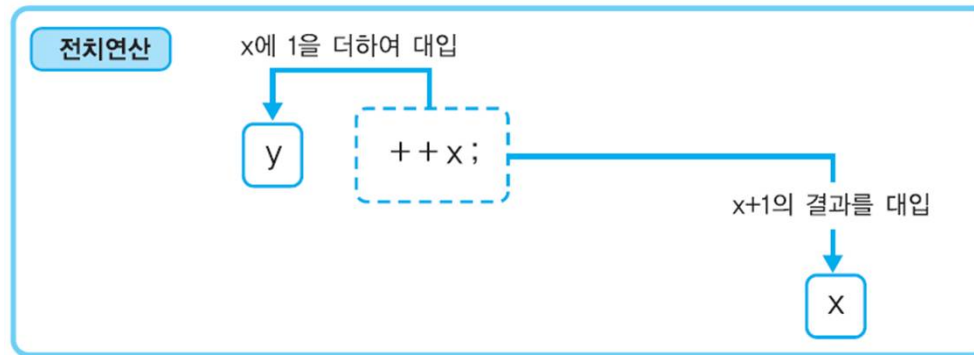 전치연산
x에 1을 더하여 대입
y
++x;
x+1의 결과를 대입
x